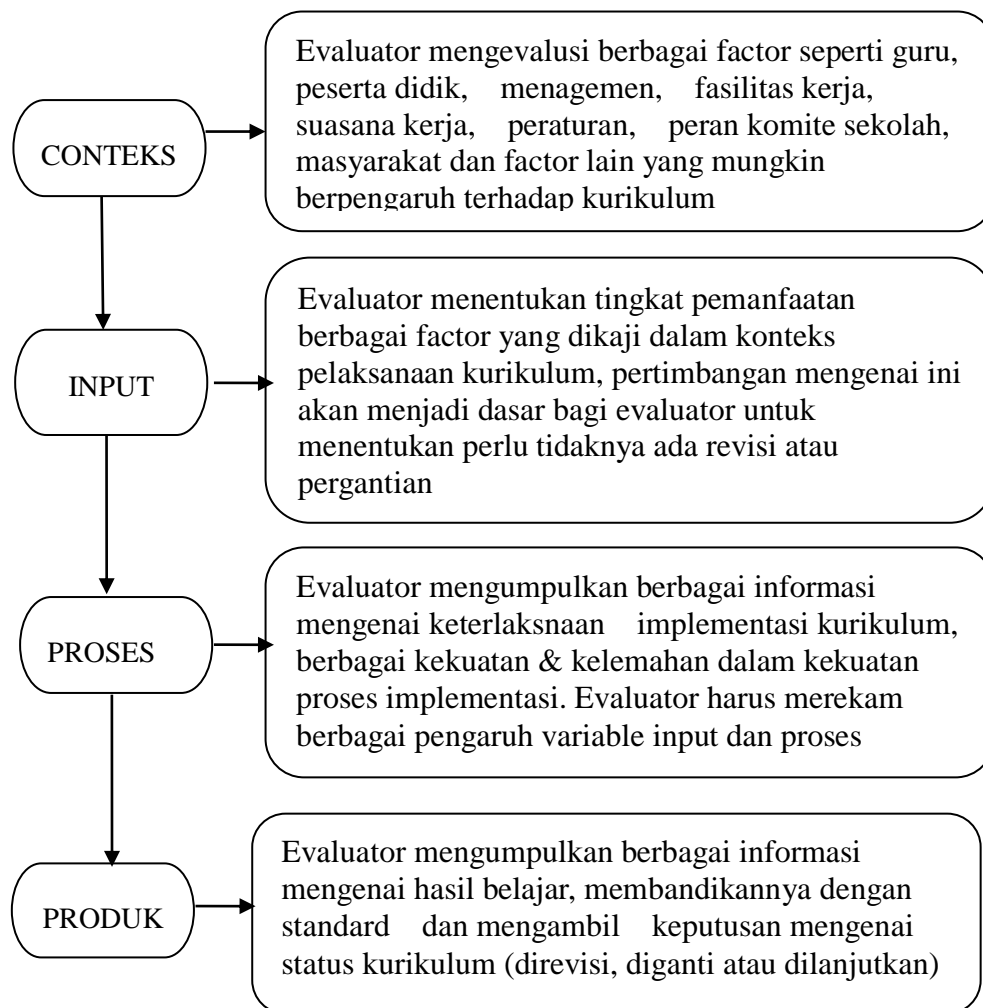 CONTEKS
Evaluator mengevalusi berbagai factor seperti guru,
peserta didik, menagemen, fasilitas kerja,
suasana kerja, peraturan, peran komite sekolah,
masyarakat dan factor lain yang mungkin
berpengaruh terhadap kurikulum
INPUT
Evaluator menentukan tingkat pemanfaatan
berbagai factor yang dikaji dalam konteks
pelaksanaan kurikulum, pertimbangan mengenai ini
akan menjadi dasar bagi evaluator untuk
menentukan perlu tidaknya ada revisi atau
pergantian
PROSES
Evaluator mengumpulkan berbagai informasi
mengenai keterlaksnaan implementasi kurikulum,
berbagai kekuatan & kelemahan dalam kekuatan
proses implementasi. Evaluator harus merekam
berbagai pengaruh variable input dan proses
PRODUK
Evaluator mengumpulkan berbagai informasi
mengenai hasil belajar, membandikannya dengan
standard dan mengambil keputusan mengenai
status kurikulum (direvisi, diganti atau dilanjutkan)